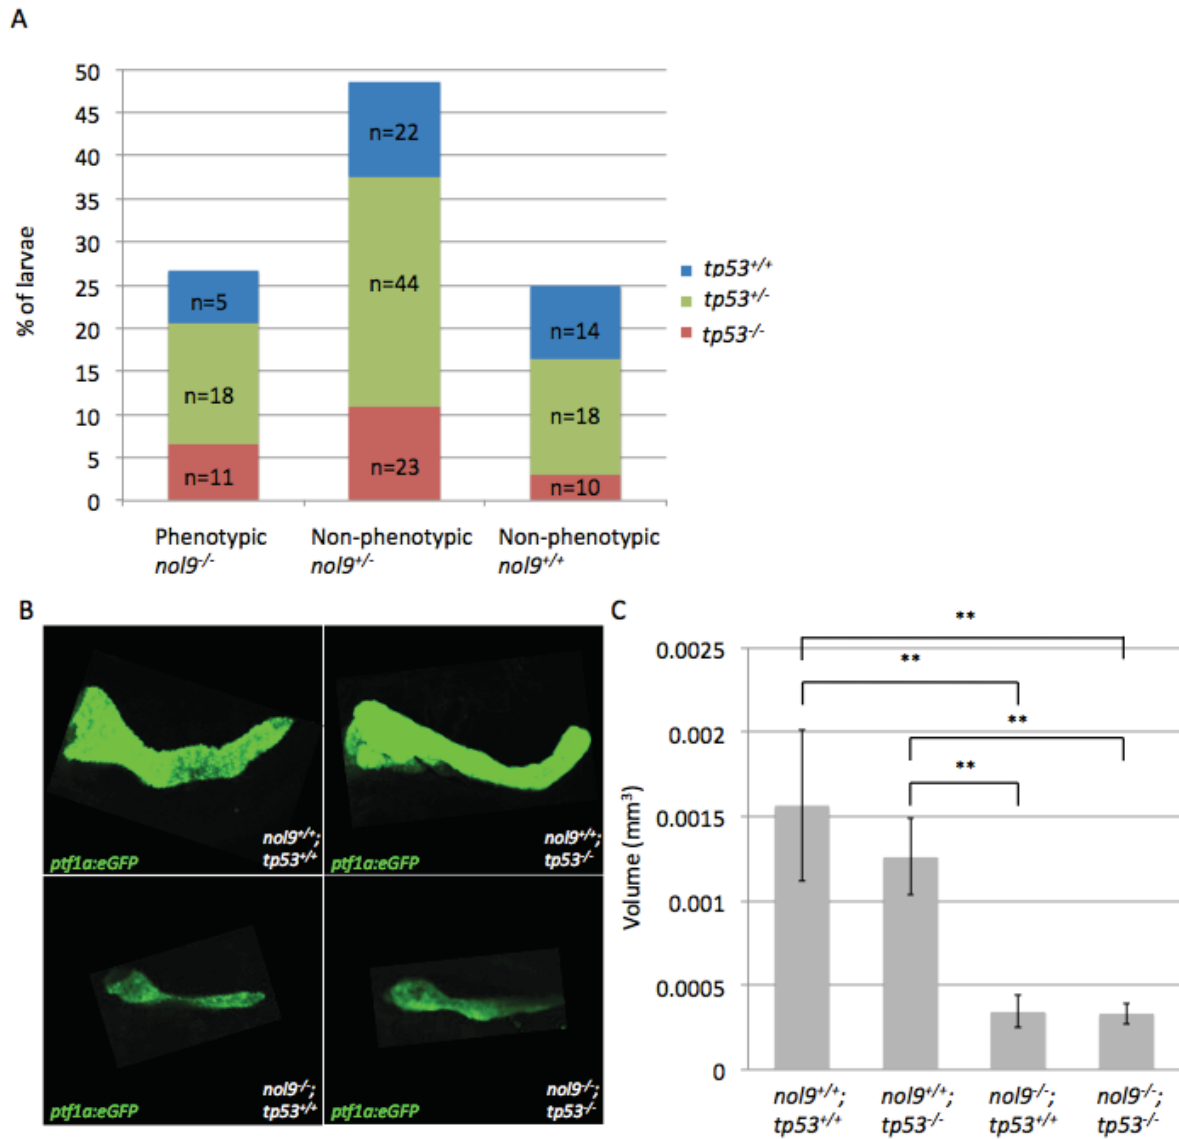 A
50
45
40
35
30
25
20
15
10
5
0
% of larvae
n=5
n=18
n=11
n=22
n=44
n=23
n=14
n=18
n=10
tp53+/+
tp53+/-
tp53-/-
Phenotypic
nol9-/-
Non-phenotypic
nol9+/-
Non-phenotypic
nol9+/+
B
nol9+/+;
tp53+/+
ptf1a:eGFP
nol9+/+;
tp53-/-
ptf1a:eGFP
nol9-/-;
tp53+/+
ptf1a:eGFP
nol9-/-;
tp53-/-
ptf1a:eGFP
C
**
**
**
**
0.0025
0.002
0.0015
0.001
0.0005
0
Volume (mm³)
nol9+/+;
tp53+/+
nol9+/+;
tp53-/-
nol9-/-;
tp53+/+
nol9-/-;
tp53-/-